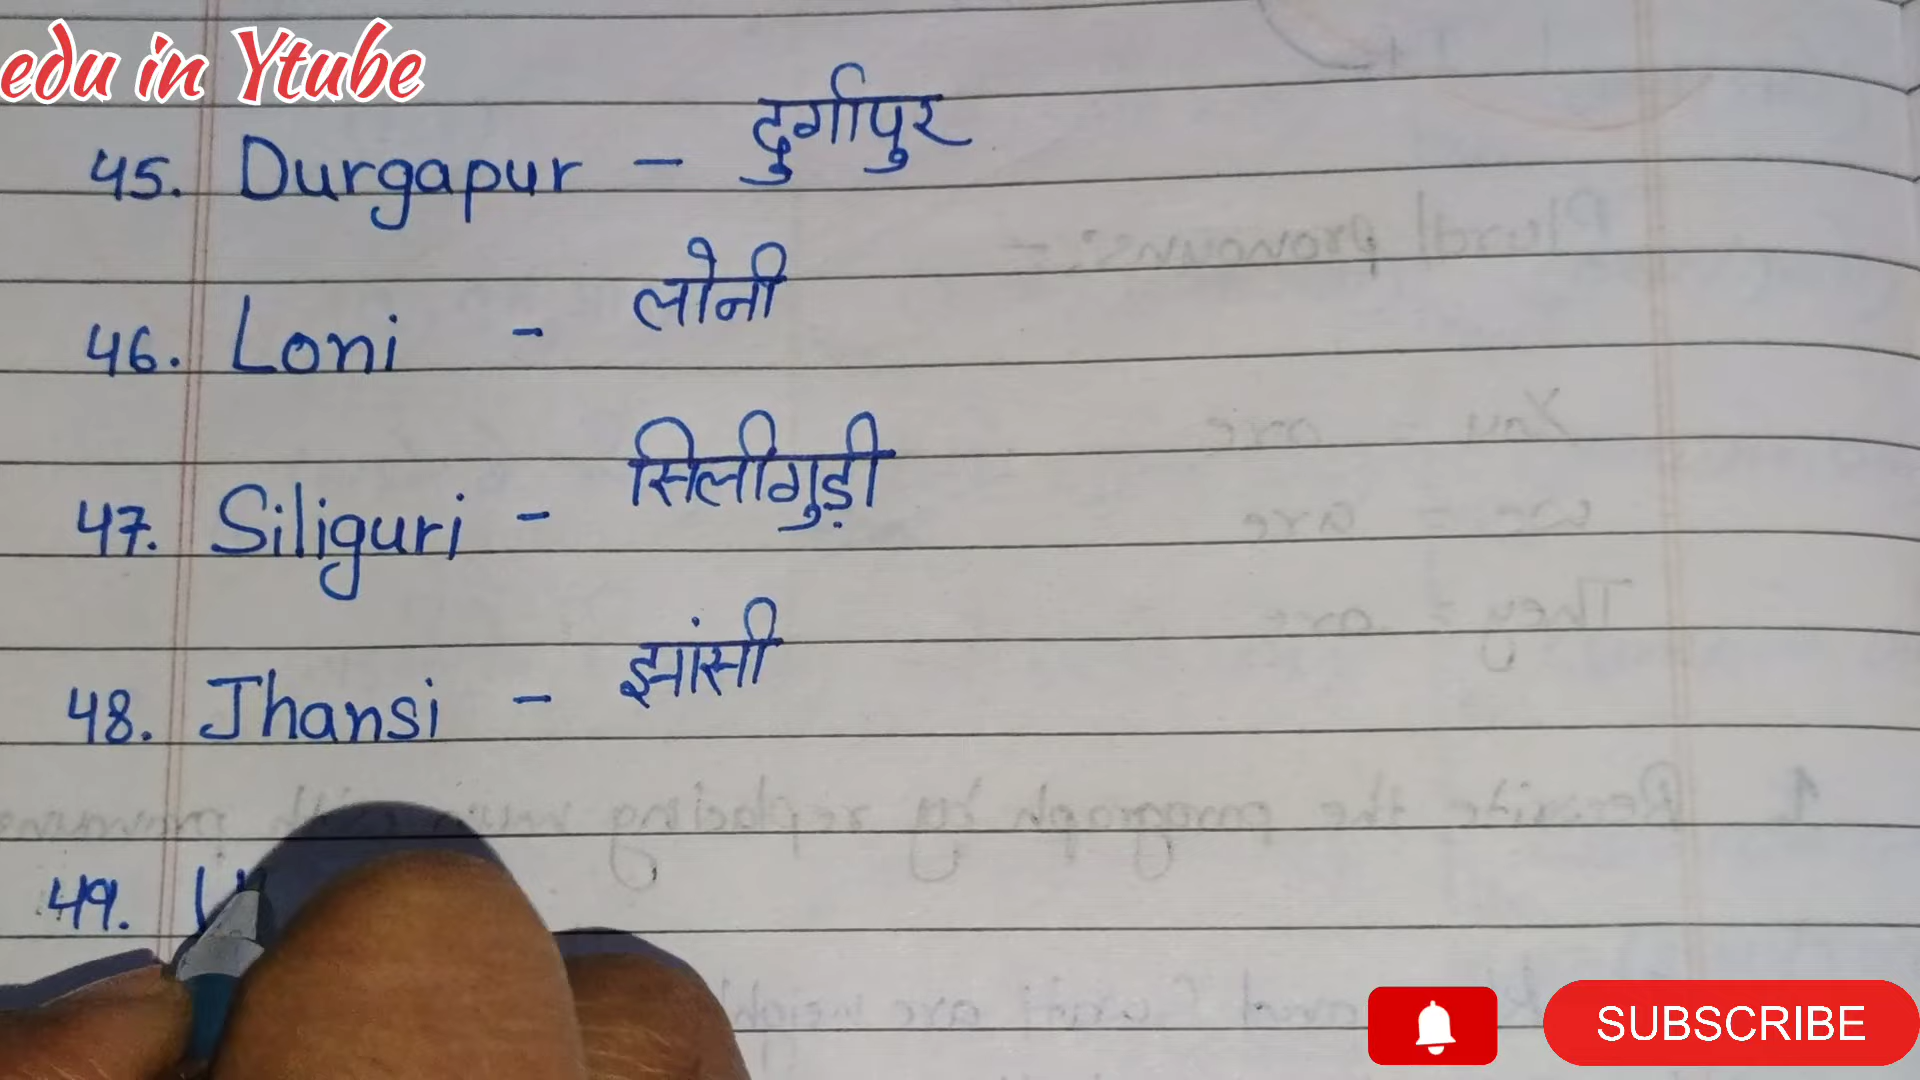 edu in Ytube
45. Durgapur – दुर्गापुर
46. Loni - लोनी
47. Siliguri - सिलीगुड़ी
48. Jhansi - झांसी
49.
SUBSCRIBE